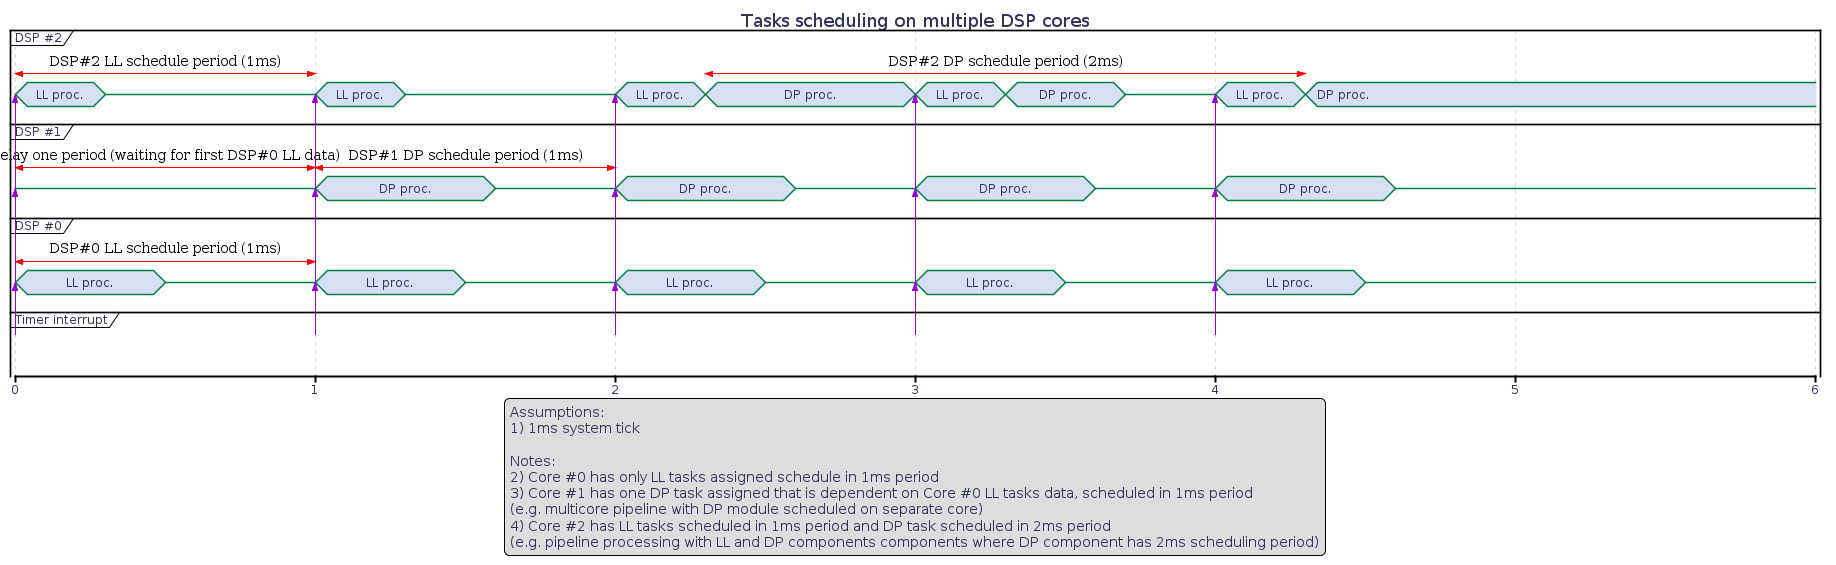 Tasks scheduling on multiple DSP cores
DSP #2
DSP#2 LL schedule period (1ms)
DSP#2 DP schedule period (2ms)
LL proc.
LL proc.
LL proc.
DP proc.
LL proc.
DP proc.
LL proc.
DP proc.
DSP #1
elay one period (waiting for first DSP#0 LL data)
DSP#1 DP schedule period (1ms)
DP proc.
DP proc.
DP proc.
DP proc.
DSP #0
DSP#0 LL schedule period (1ms)
LL proc.
LL proc.
LL proc.
LL proc.
LL proc.
Timer interrupt
0 1 2 3 4 5 6
Assumptions:
1) 1ms system tick
Notes:
2) Core #0 has only LL tasks assigned schedule in 1ms period
3) Core #1 has one DP task assigned that is dependent on Core #0 LL tasks data, scheduled in 1ms period
(e.g. multicore pipeline with DP module scheduled on separate core)
4) Core #2 has LL tasks scheduled in 1ms period and DP task scheduled in 2ms period
(e.g. pipeline processing with LL and DP components components where DP component has 2ms scheduling period)